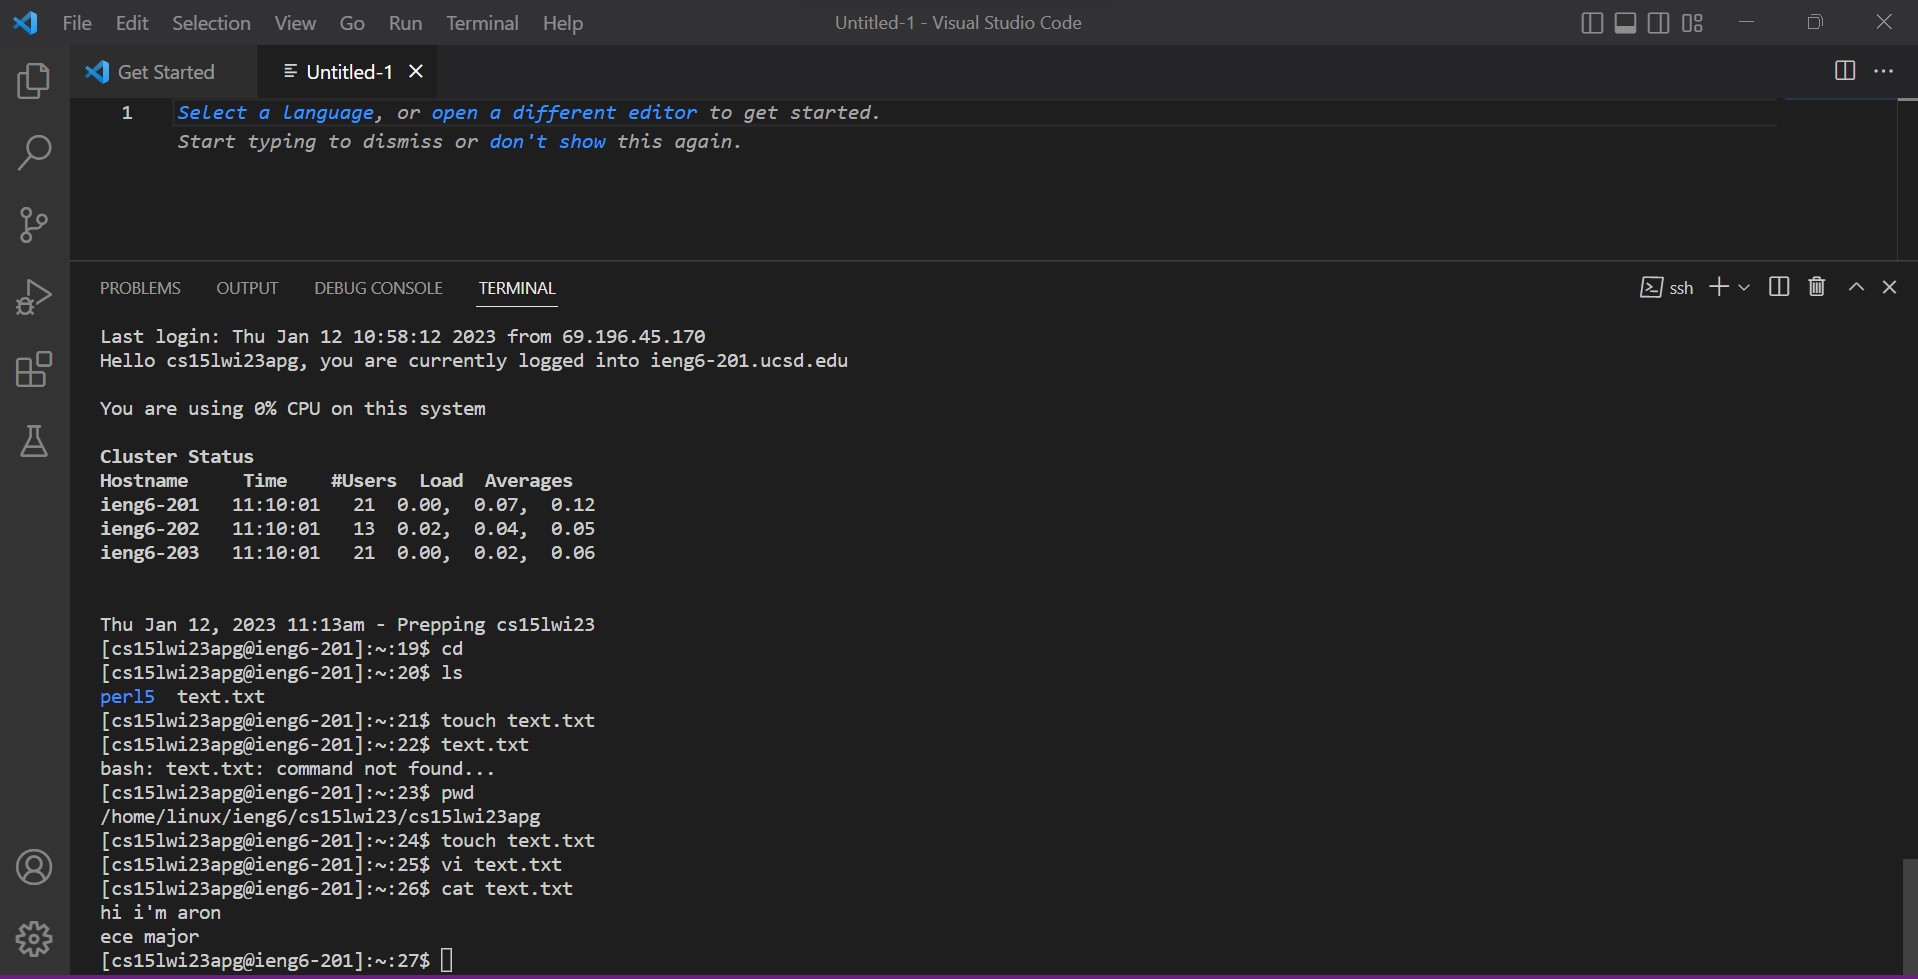 File Edit Selection View Go Run Terminal Help Untitled-1 - Visual Studio Code
Get Started Untitled-1
1 Select a language, or open a different editor to get started.
Start typing to dismiss or don't show this again.
PROBLEMS OUTPUT DEBUG CONSOLE TERMINAL ssh
Last login: Thu Jan 12 10:58:12 2023 from 69.196.45.170
Hello cs15lwi23apg, you are currently logged into ieng6-201.ucsd.edu
You are using 0% CPU on this system
Cluster Status
Hostname     Time    #Users  Load  Averages
ieng6-201   11:10:01   21  0.00,  0.07,  0.12
ieng6-202   11:10:01   13  0.02,  0.04,  0.05
ieng6-203   11:10:01   21  0.00,  0.02,  0.06
Thu Jan 12, 2023 11:13am - Prepping cs15lwi23
[cs15lwi23apg@ieng6-201]:~:19$ cd
[cs15lwi23apg@ieng6-201]:~:20$ ls
perl5  text.txt
[cs15lwi23apg@ieng6-201]:~:21$ touch text.txt
[cs15lwi23apg@ieng6-201]:~:22$ text.txt
bash: text.txt: command not found...
[cs15lwi23apg@ieng6-201]:~:23$ pwd
/home/linux/ieng6/cs15lwi23/cs15lwi23apg
[cs15lwi23apg@ieng6-201]:~:24$ touch text.txt
[cs15lwi23apg@ieng6-201]:~:25$ vi text.txt
[cs15lwi23apg@ieng6-201]:~:26$ cat text.txt
hi i'm aron
ece major
[cs15lwi23apg@ieng6-201]:~:27$